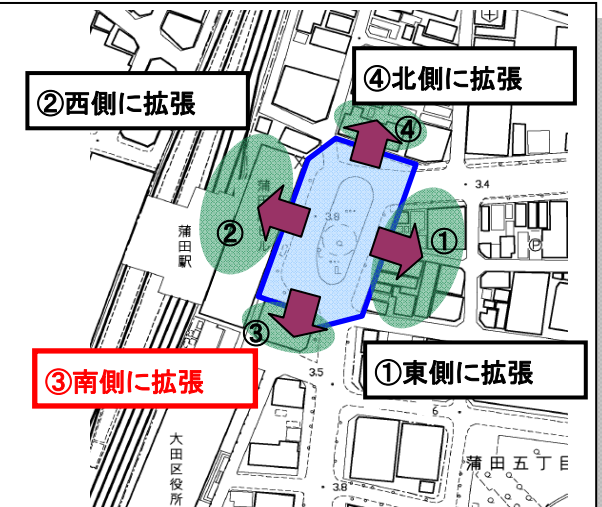 ④北側に拡張
②西側に拡張
④
3.4
蒲田駅
3.8
②
①
P
③
3.5
③南側に拡張
①東側に拡張
6
蒲田五丁目
大田区役所
3.8